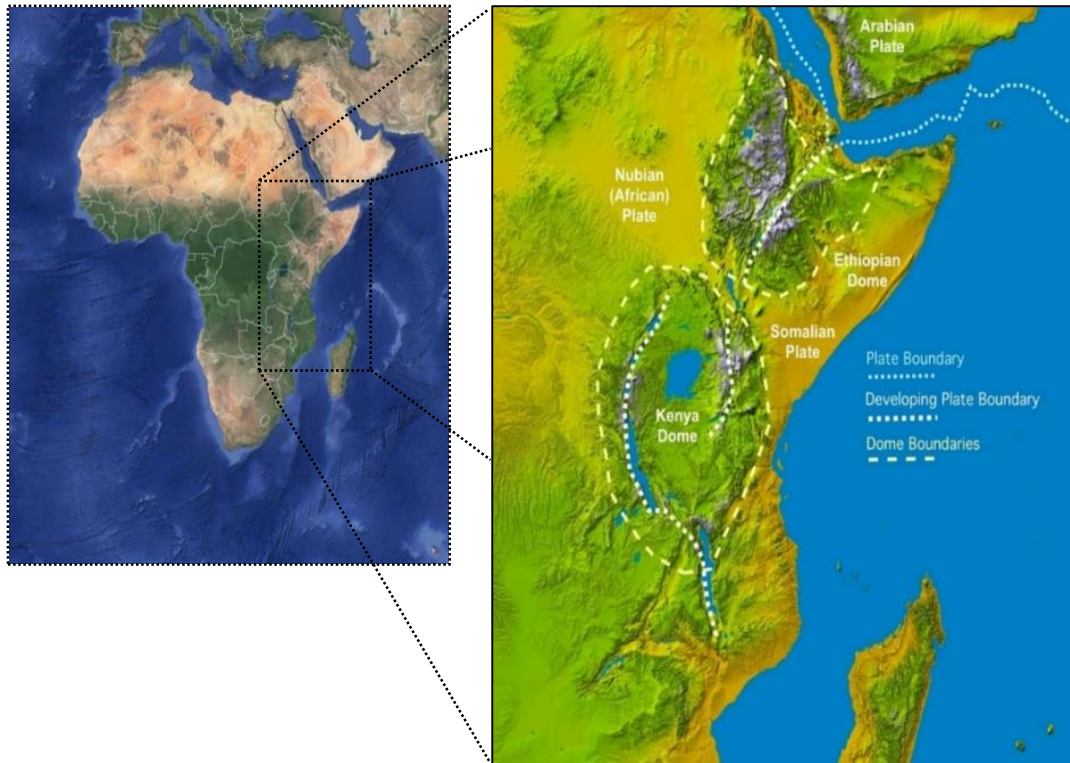 Arabian
Plate
Nubian
(African)
Plate
Ethiopian
Dome
Somalian
Plate
Kenya
Dome
Plate Boundary
Developing Plate Boundary
Dome Boundaries